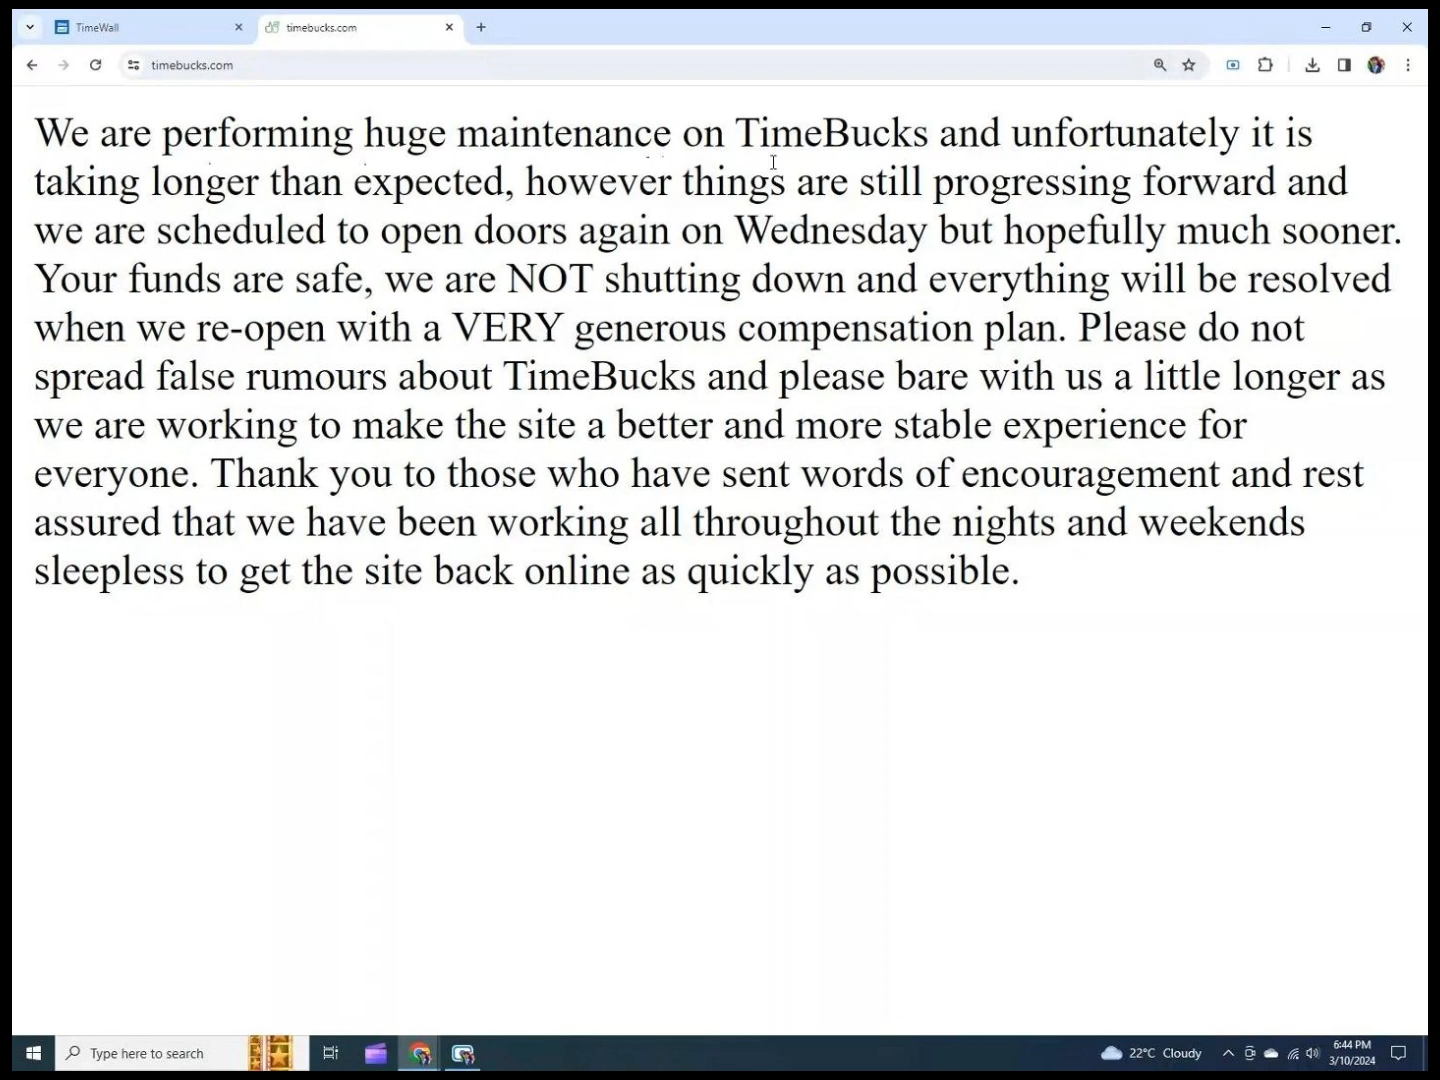 TimeWall
timebucks.com
timebucks.com
We are performing huge maintenance on TimeBucks and unfortunately it is
taking longer than expected, however things are still progressing forward and
we are scheduled to open doors again on Wednesday but hopefully much sooner.
Your funds are safe, we are NOT shutting down and everything will be resolved
when we re-open with a VERY generous compensation plan. Please do not
spread false rumours about TimeBucks and please bare with us a little longer as
we are working to make the site a better and more stable experience for
everyone. Thank you to those who have sent words of encouragement and rest
assured that we have been working all throughout the nights and weekends
sleepless to get the site back online as quickly as possible.
Type here to search
22°C Cloudy
6:44 PM
3/10/2024